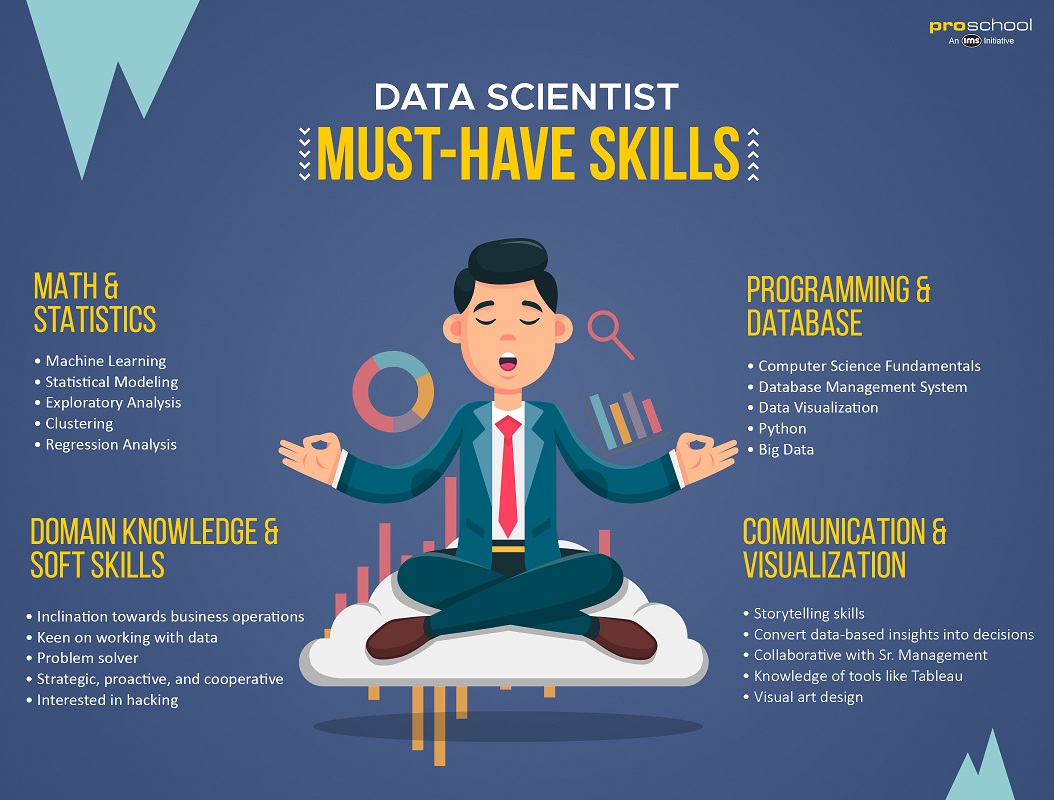 proschool
An ims Initiative
DATA SCIENTIST
MUST-HAVE SKILLS
MATH &
STATISTICS
• Machine Learning
• Statistical Modeling
• Exploratory Analysis
• Clustering
• Regression Analysis
PROGRAMMING &
DATABASE
• Computer Science Fundamentals
• Database Management System
• Data Visualization
• Python
• Big Data
DOMAIN KNOWLEDGE &
SOFT SKILLS
• Inclination towards business operations
• Keen on working with data
• Problem solver
• Strategic, proactive, and cooperative
• Interested in hacking
COMMUNICATION &
VISUALIZATION
• Storytelling skills
• Convert data-based insights into decisions
• Collaborative with Sr. Management
• Knowledge of tools like Tableau
• Visual art design